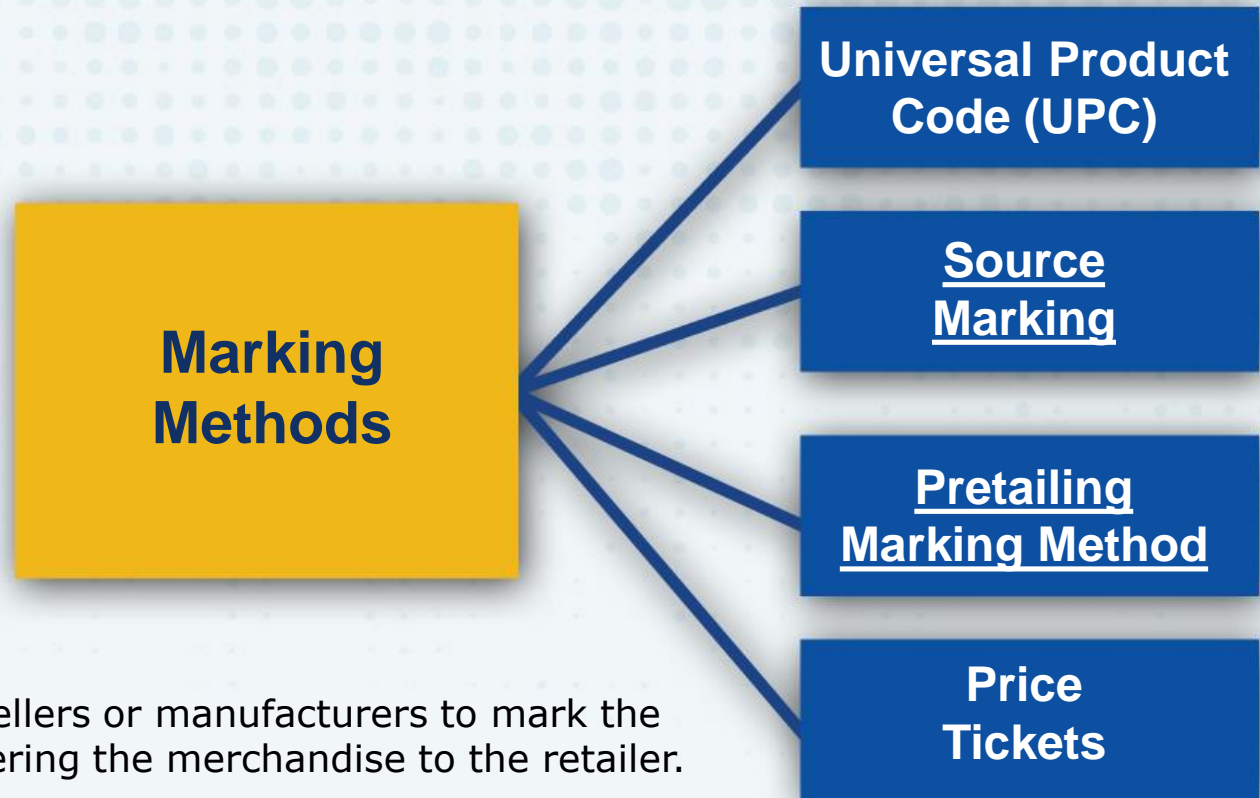 Universal Product
Code (UPC)
Source
Marking
Marking
Methods
Pretailing
Marking Method
Price
Tickets
ellers or manufacturers to mark the
ering the merchandise to the retailer.